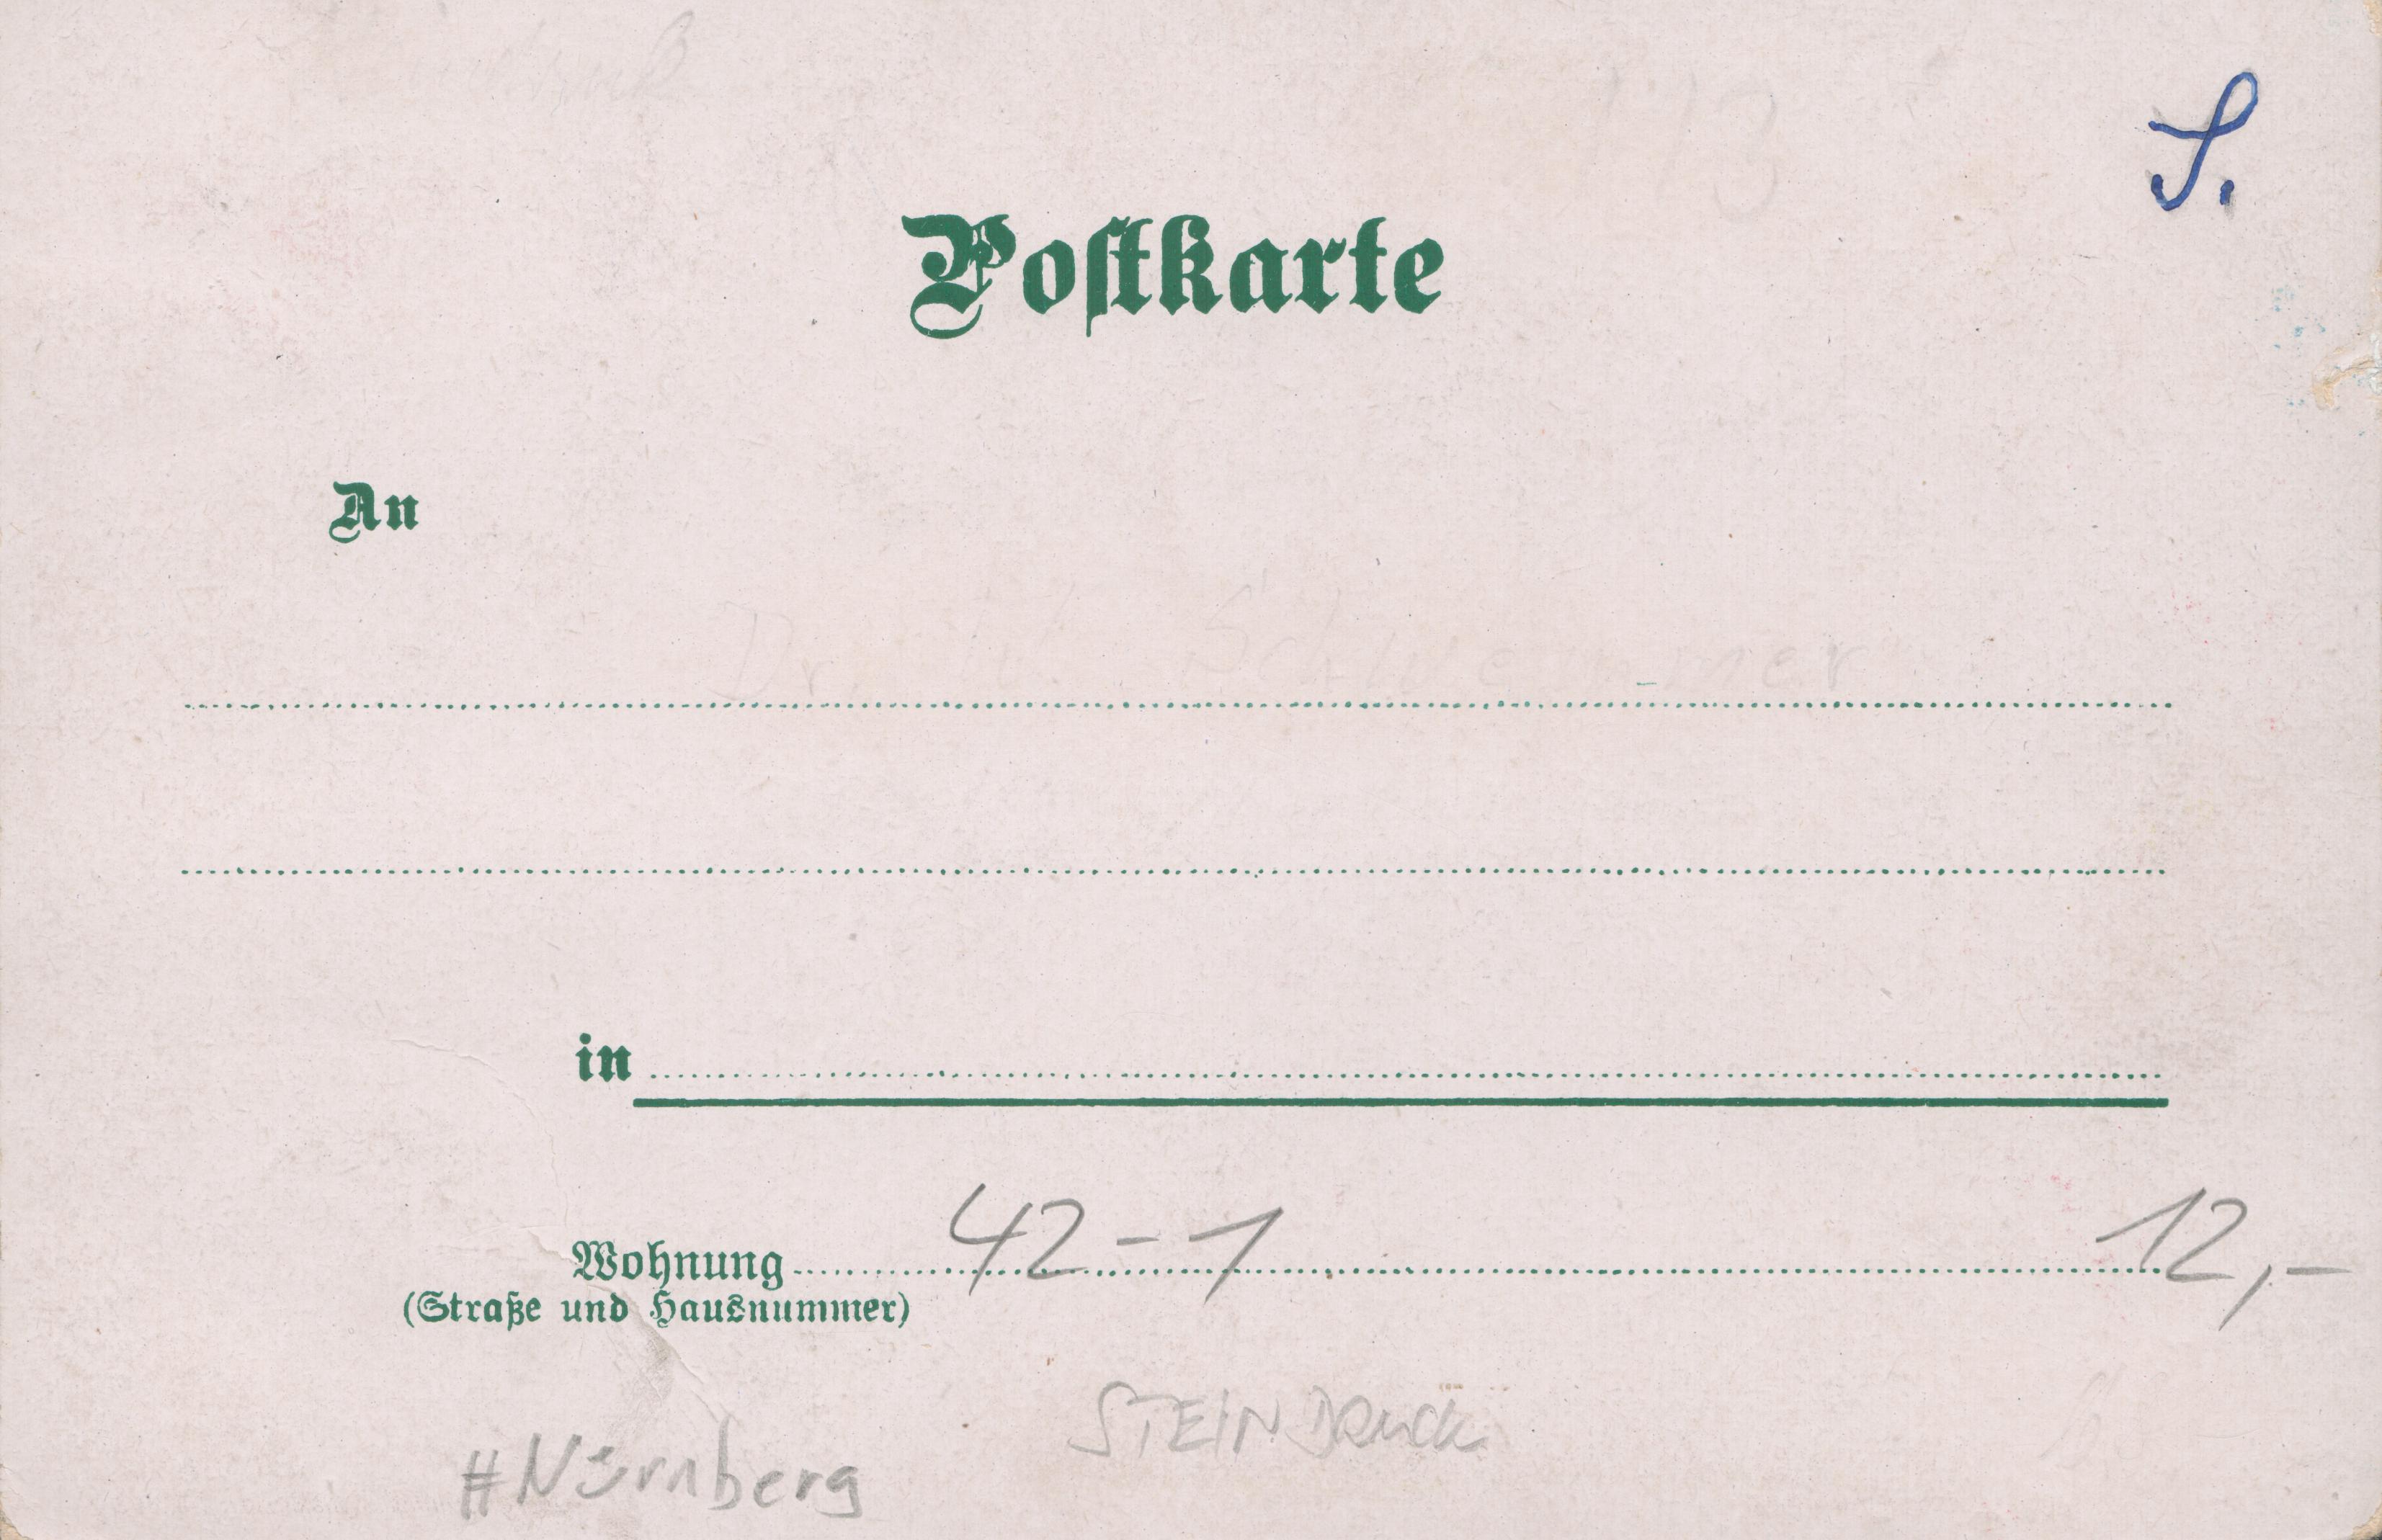 S.
Postkarte
An
in
42-1
12,-
Wohnung
(Straße und Hausnummer)
STEINDRUCK
#Nürnberg